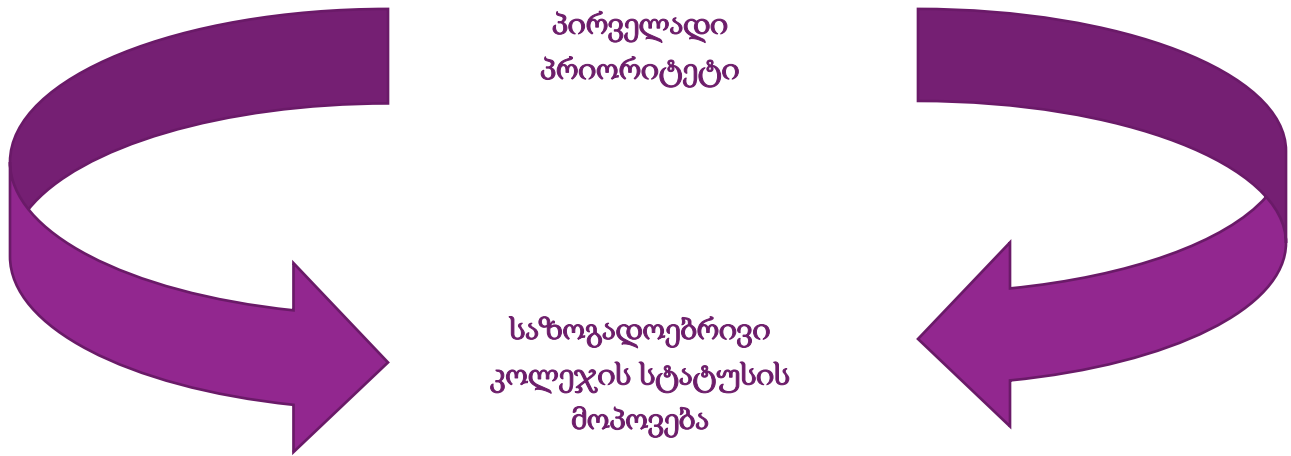 პირველადი
პრიორიტეტი
საზოგადოებრივი
კოლეჯის სტატუსის
მოპოვება